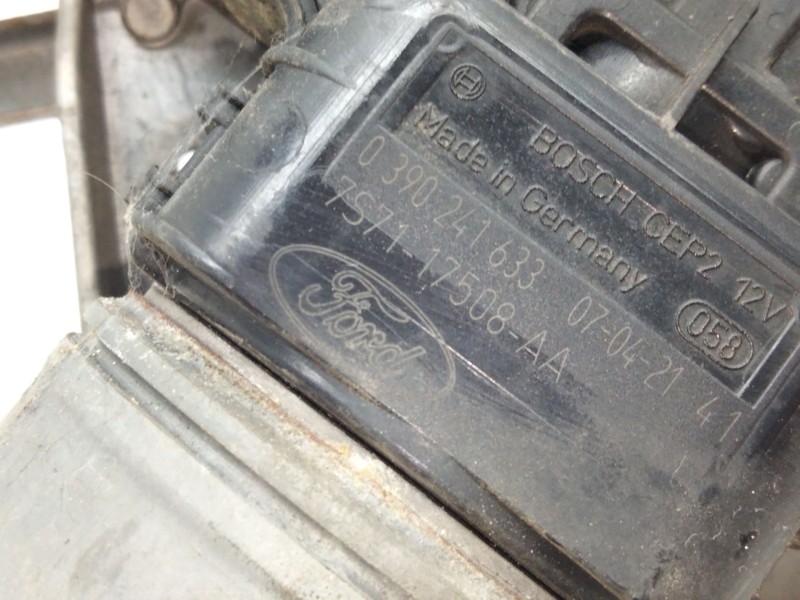 BOSCH CEP2 12V
Made in Germany 058
0 390 241 633 07-04-21 41
7S71-17508-AA
Ford